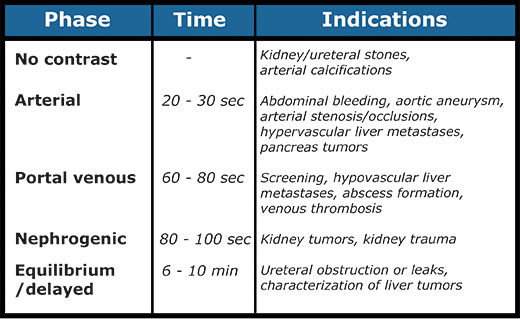 Phase Time Indications
No contrast - Kidney/ureteral stones,
arterial calcifications
Arterial 20 - 30 sec Abdominal bleeding, aortic aneurysm,
arterial stenosis/occlusions,
hypervascular liver metastases,
pancreas tumors
Portal venous 60 - 80 sec Screening, hypovascular liver
metastases, abscess formation,
venous thrombosis
Nephrogenic 80 - 100 sec Kidney tumors, kidney trauma
Equilibrium 6 - 10 min Ureteral obstruction or leaks,
/delayed characterization of liver tumors